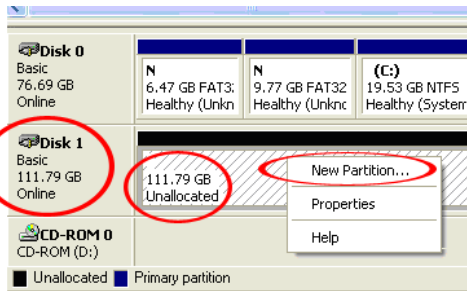 Disk 0
Basic
76.69 GB
Online
N
6.47 GB FAT3
Healthy (Unkn
N
9.77 GB FAT32
Healthy (Unknc
(C:)
19.53 GB NTFS
Healthy (System
Disk 1
Basic
111.79 GB
Online
111.79 GB
Unallocated
New Partition...
Properties
Help
CD-ROM 0
CD-ROM (D:)
Unallocated Primary partition